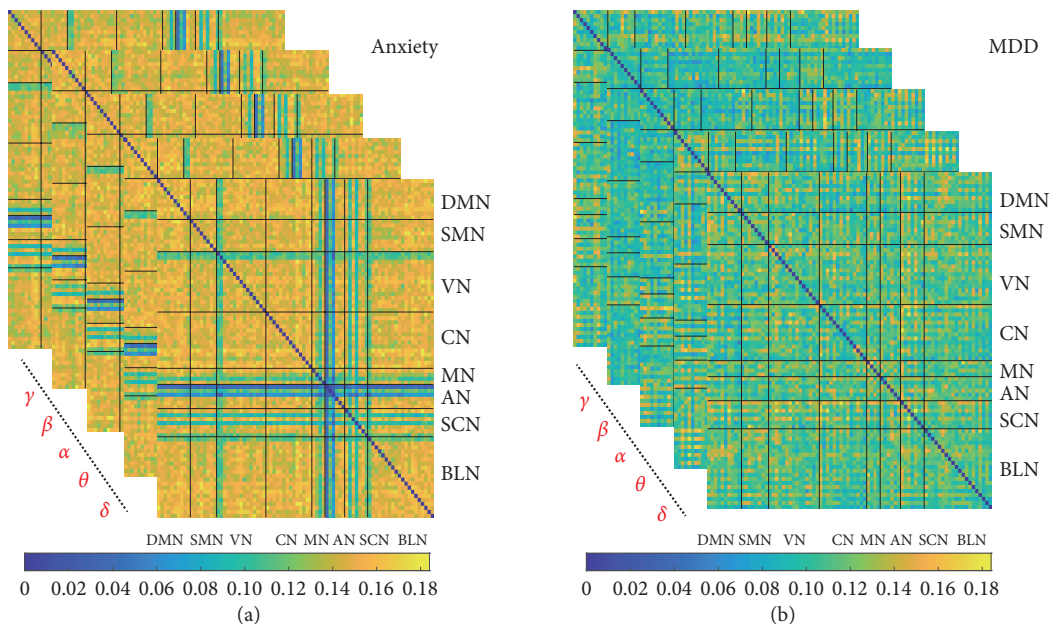 Anxiety
DMN
SMN
VN
CN
MN
AN
SCN
BLN
γ
β
α
θ
δ
DMN SMN VN CN MN AN SCN BLN
0 0.02 0.04 0.06 0.08 0.10 0.12 0.14 0.16 0.18
(a)
MDD
DMN
SMN
VN
CN
MN
AN
SCN
BLN
γ
β
α
θ
δ
DMN SMN VN CN MN AN SCN BLN
0 0.02 0.04 0.06 0.08 0.10 0.12 0.14 0.16 0.18
(b)